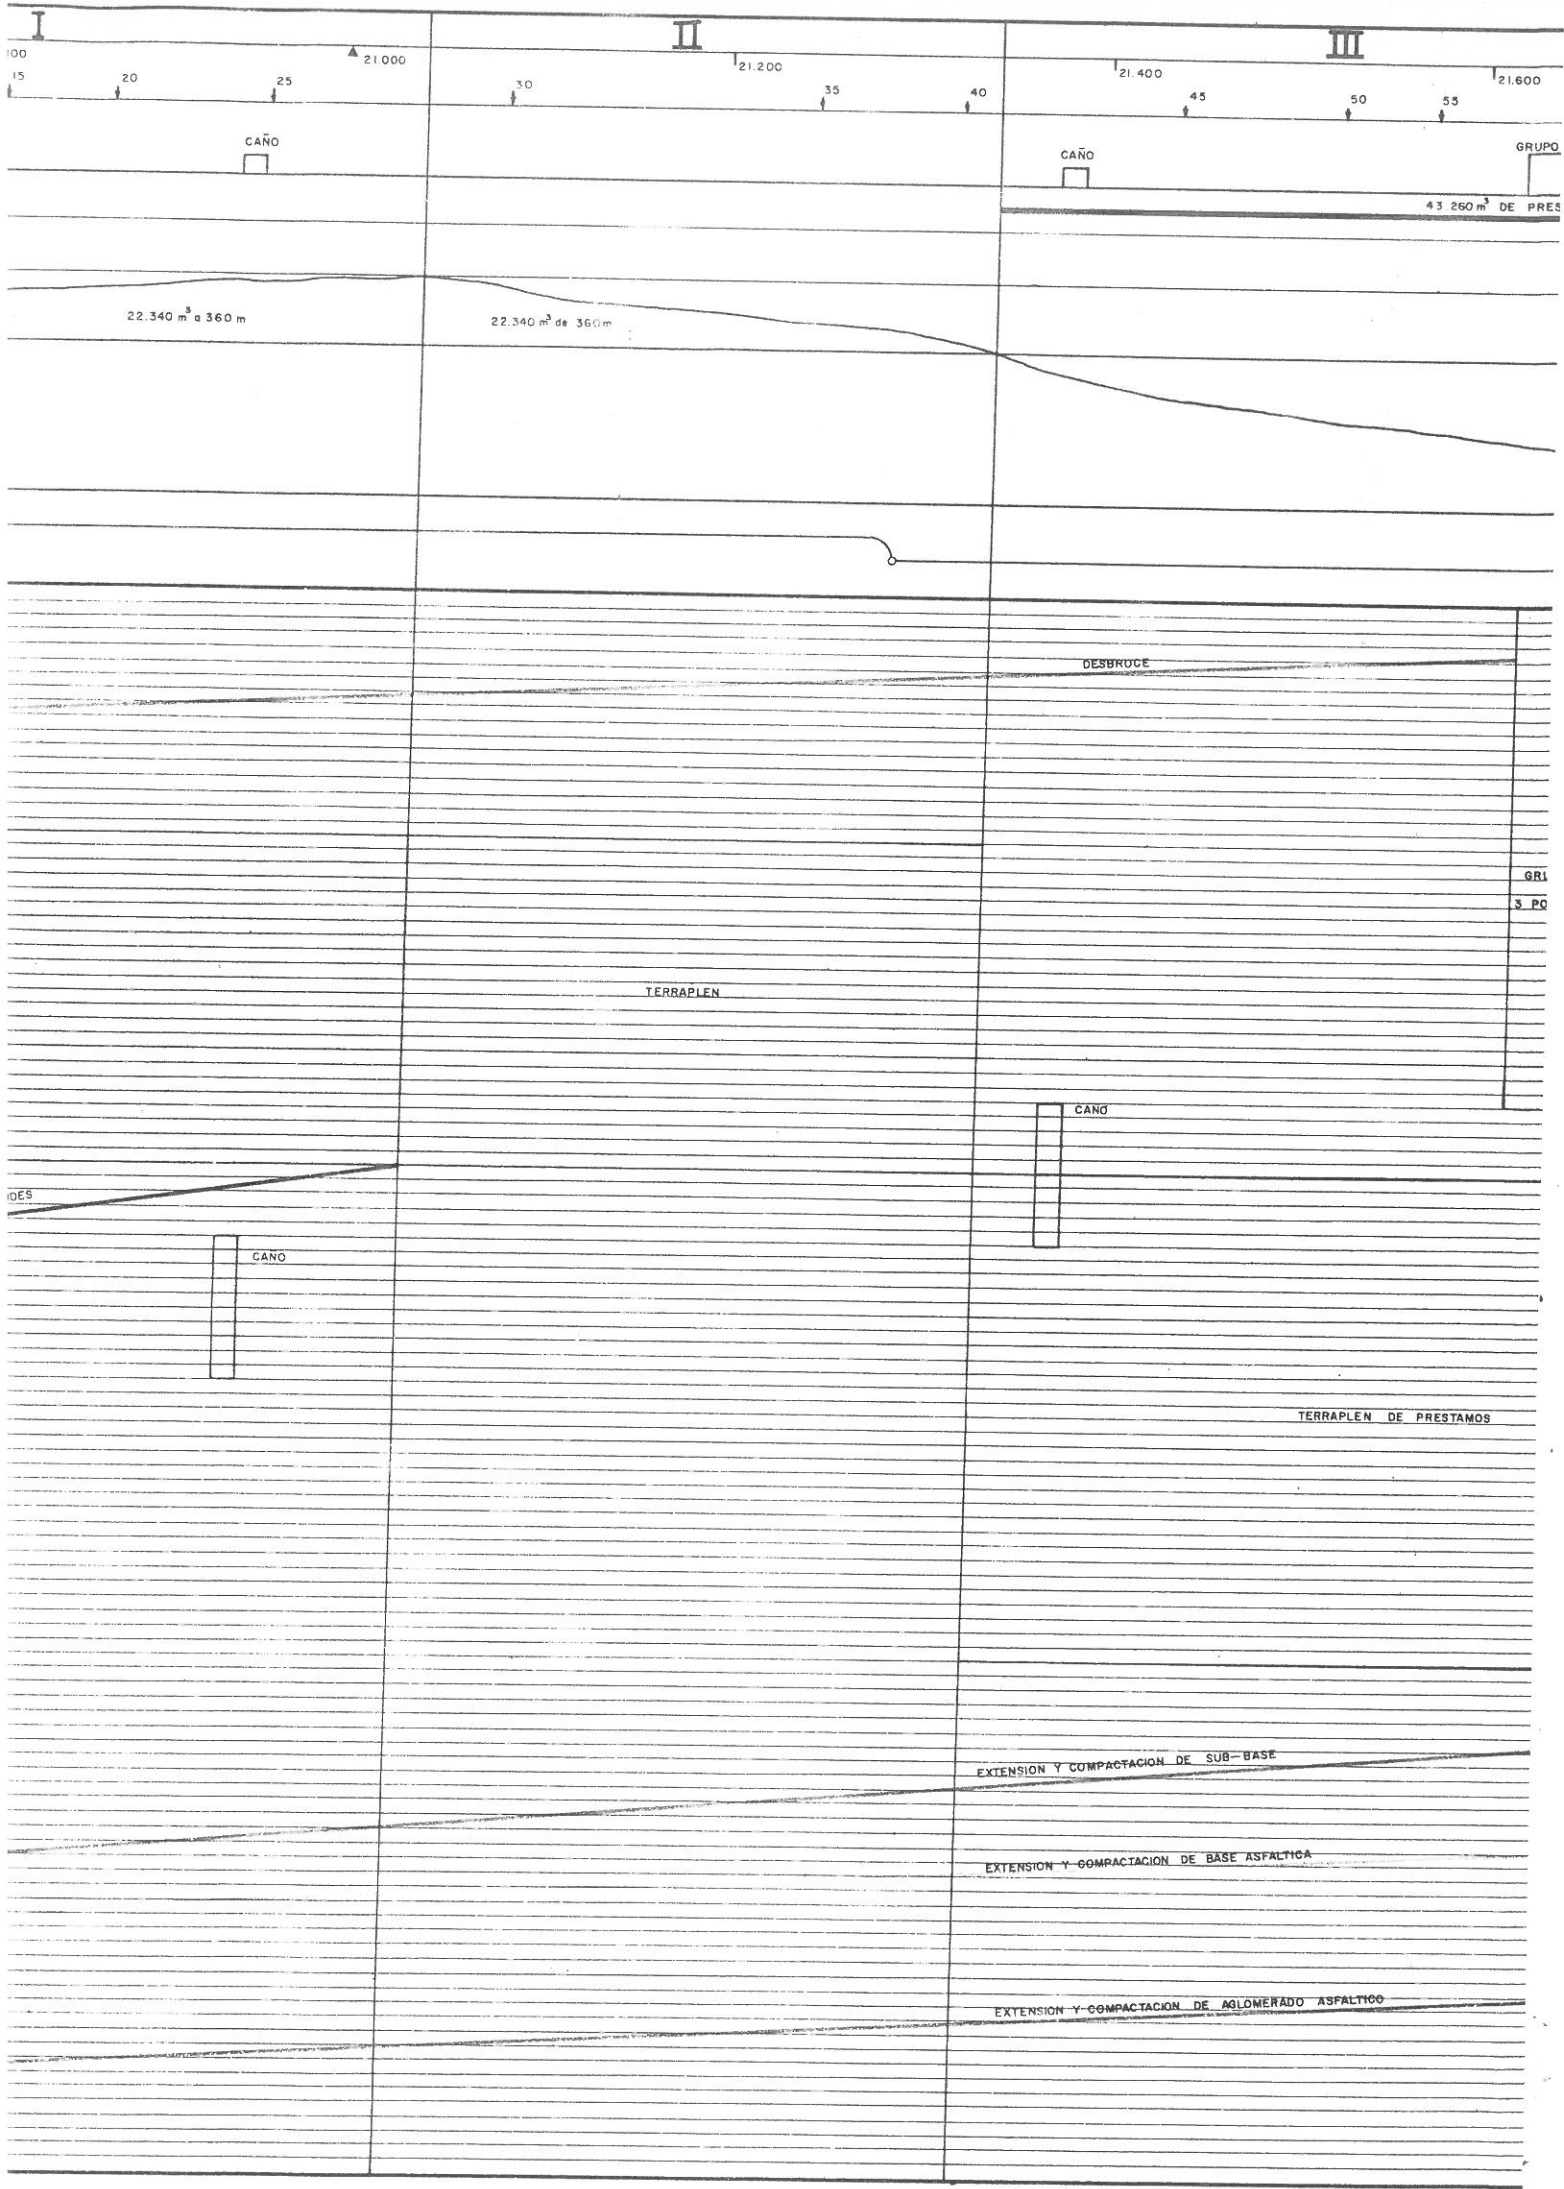 I II III
100 21.000 21.200 21.400 21.600
15 20 25 30 35 40 45 50 55
CAÑO CAÑO GRUPO
43 260 m³ DE PRES
22.340 m³ a 360 m 22.340 m³ de 360 m
DESBROCE
GRU
3 PO
TERRAPLEN
CAÑO
IDES
CAÑO
TERRAPLEN DE PRESTAMOS
EXTENSION Y COMPACTACION DE SUB-BASE
EXTENSION Y COMPACTACION DE BASE ASFALTICA
EXTENSION Y COMPACTACION DE AGLOMERADO ASFALTICO